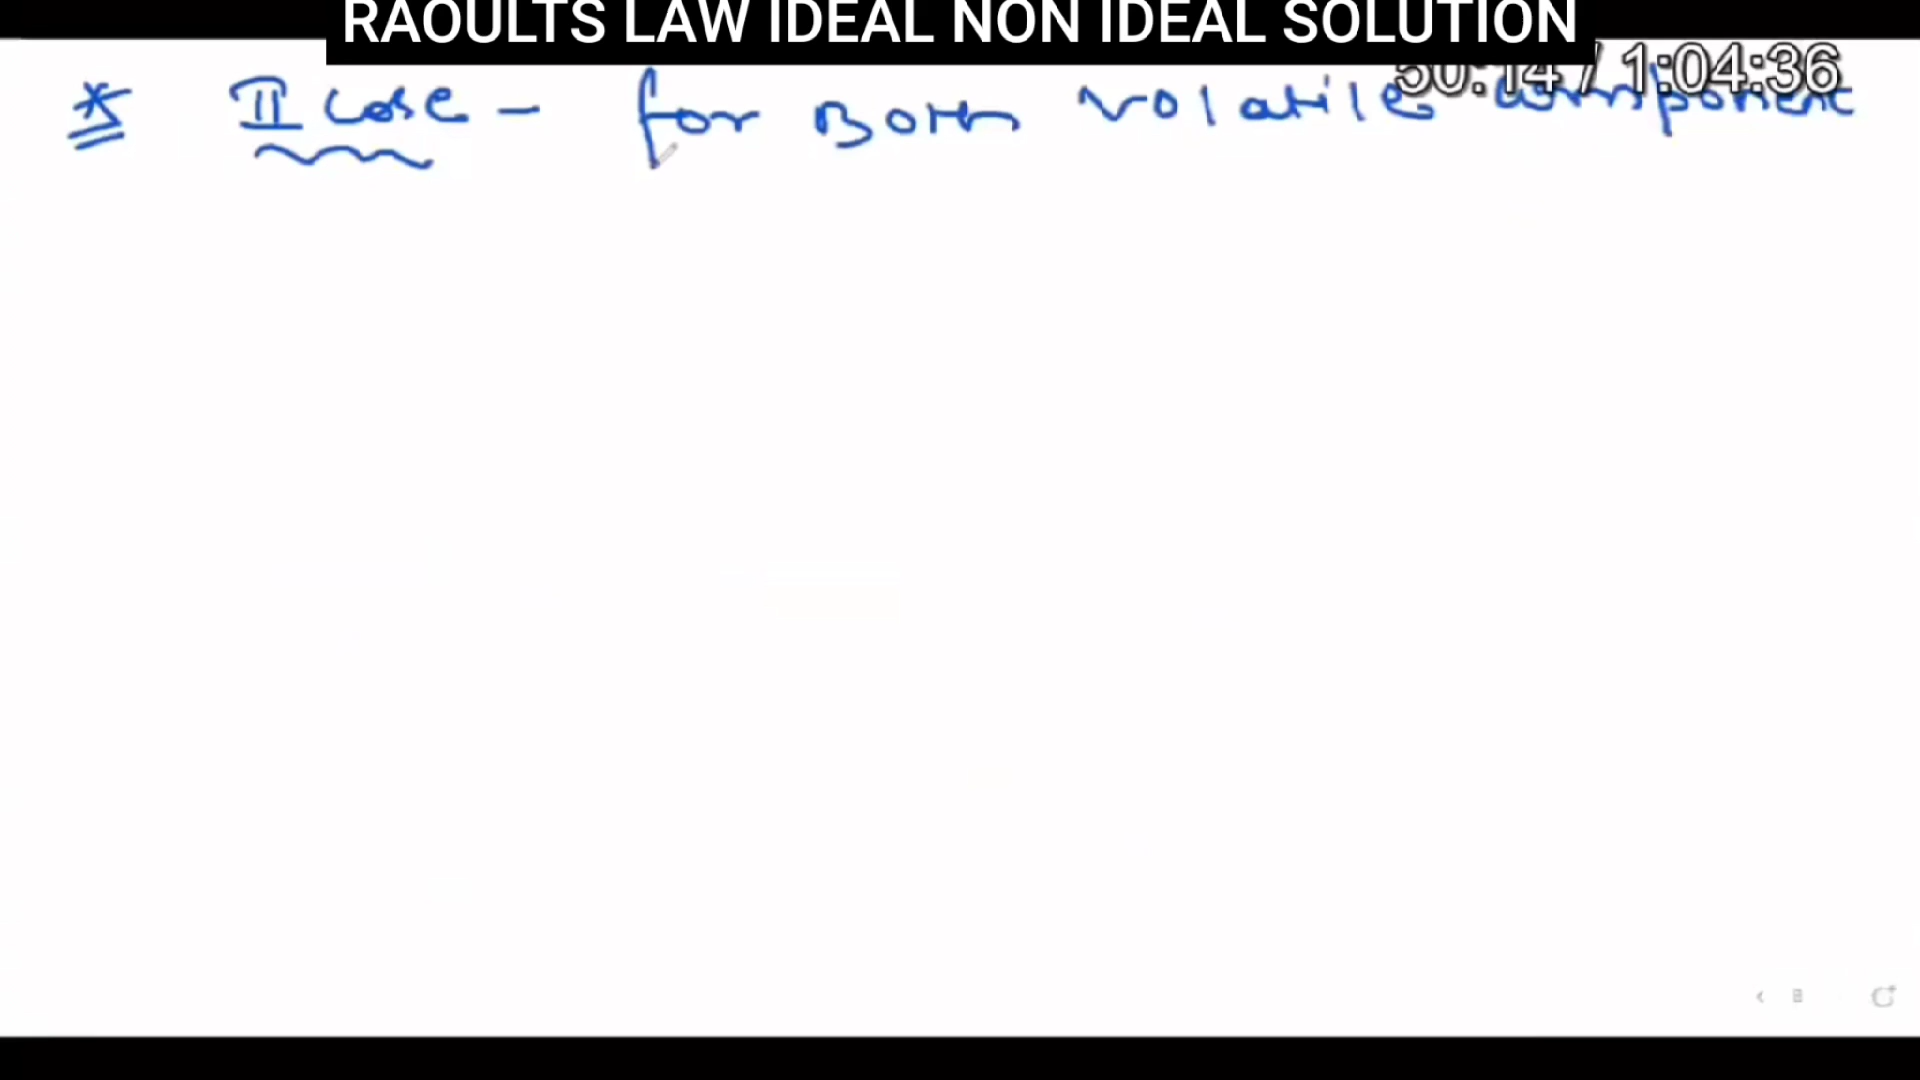 RAOULTS LAW IDEAL NON IDEAL SOLUTION
50:14 / 1:04:36
* II Case - for Both volatile component